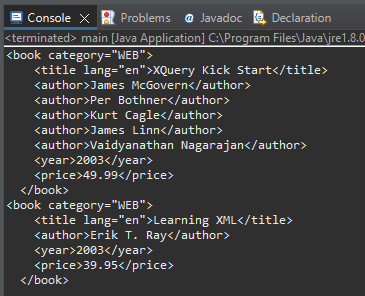 Console Problems Javadoc Declaration
<terminated> main [Java Application] C:\Program Files\Java\jre1.8.0
<book category="WEB">
    <title lang="en">XQuery Kick Start</title>
    <author>James McGovern</author>
    <author>Per Bothner</author>
    <author>Kurt Cagle</author>
    <author>James Linn</author>
    <author>Vaidyanathan Nagarajan</author>
    <year>2003</year>
    <price>49.99</price>
  </book>
<book category="WEB">
    <title lang="en">Learning XML</title>
    <author>Erik T. Ray</author>
    <year>2003</year>
    <price>39.95</price>
  </book>